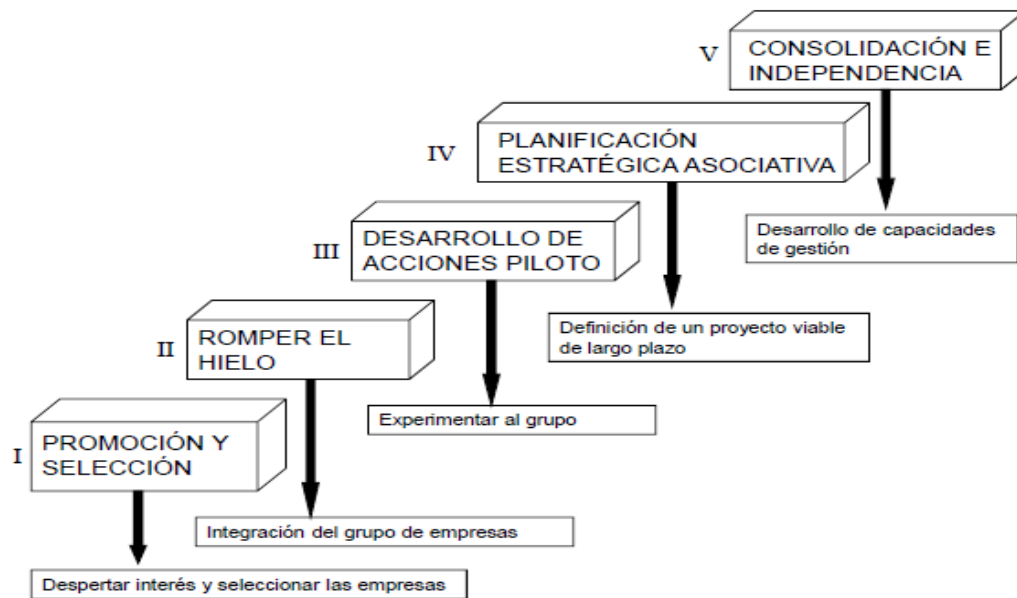 V
CONSOLIDACIÓN E
INDEPENDENCIA
IV
PLANIFICACIÓN
ESTRATÉGICA ASOCIATIVA
Desarrollo de capacidades
de gestión
III
DESARROLLO DE
ACCIONES PILOTO
Definición de un proyecto viable
de largo plazo
II
ROMPER EL
HIELO
Experimentar al grupo
I
PROMOCIÓN Y
SELECCIÓN
Integración del grupo de empresas
Despertar interés y seleccionar las empresas